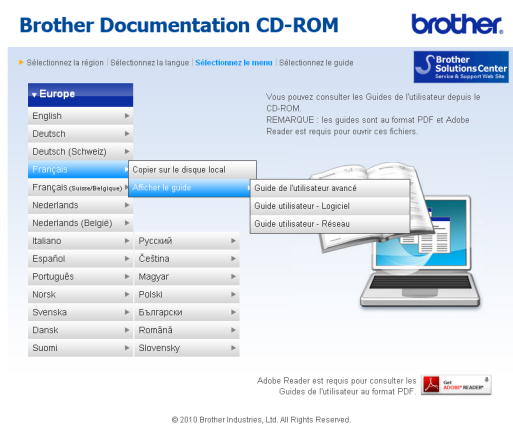 Brother Documentation CD-ROM
brother.
Sélectionnez la région | Sélectionnez la langue | Sélectionnez le menu | Sélectionnez le guide
Brother
Solutions Center
Service & Support Web Site
Europe
Vous pouvez consulter les Guides de l'utilisateur depuis le
CD-ROM.
REMARQUE : les guides sont au format PDF et Adobe
Reader est requis pour ouvrir ces fichiers.
English
Deutsch
Deutsch (Schweiz)
Français
Copier sur le disque local
Français (Suisse/Belgique)
Afficher le guide
Guide de l'utilisateur avancé
Nederlands
Guide utilisateur - Logiciel
Nederlands (België)
Guide utilisateur - Réseau
Italiano
Русский
Español
Čeština
Português
Magyar
Norsk
Polski
Svenska
Български
Dansk
Română
Suomi
Slovensky
Adobe Reader est requis pour consulter les
Guides de l'utilisateur au format PDF.
Get
ADOBE® READER®
© 2010 Brother Industries, Ltd. All Rights Reserved.